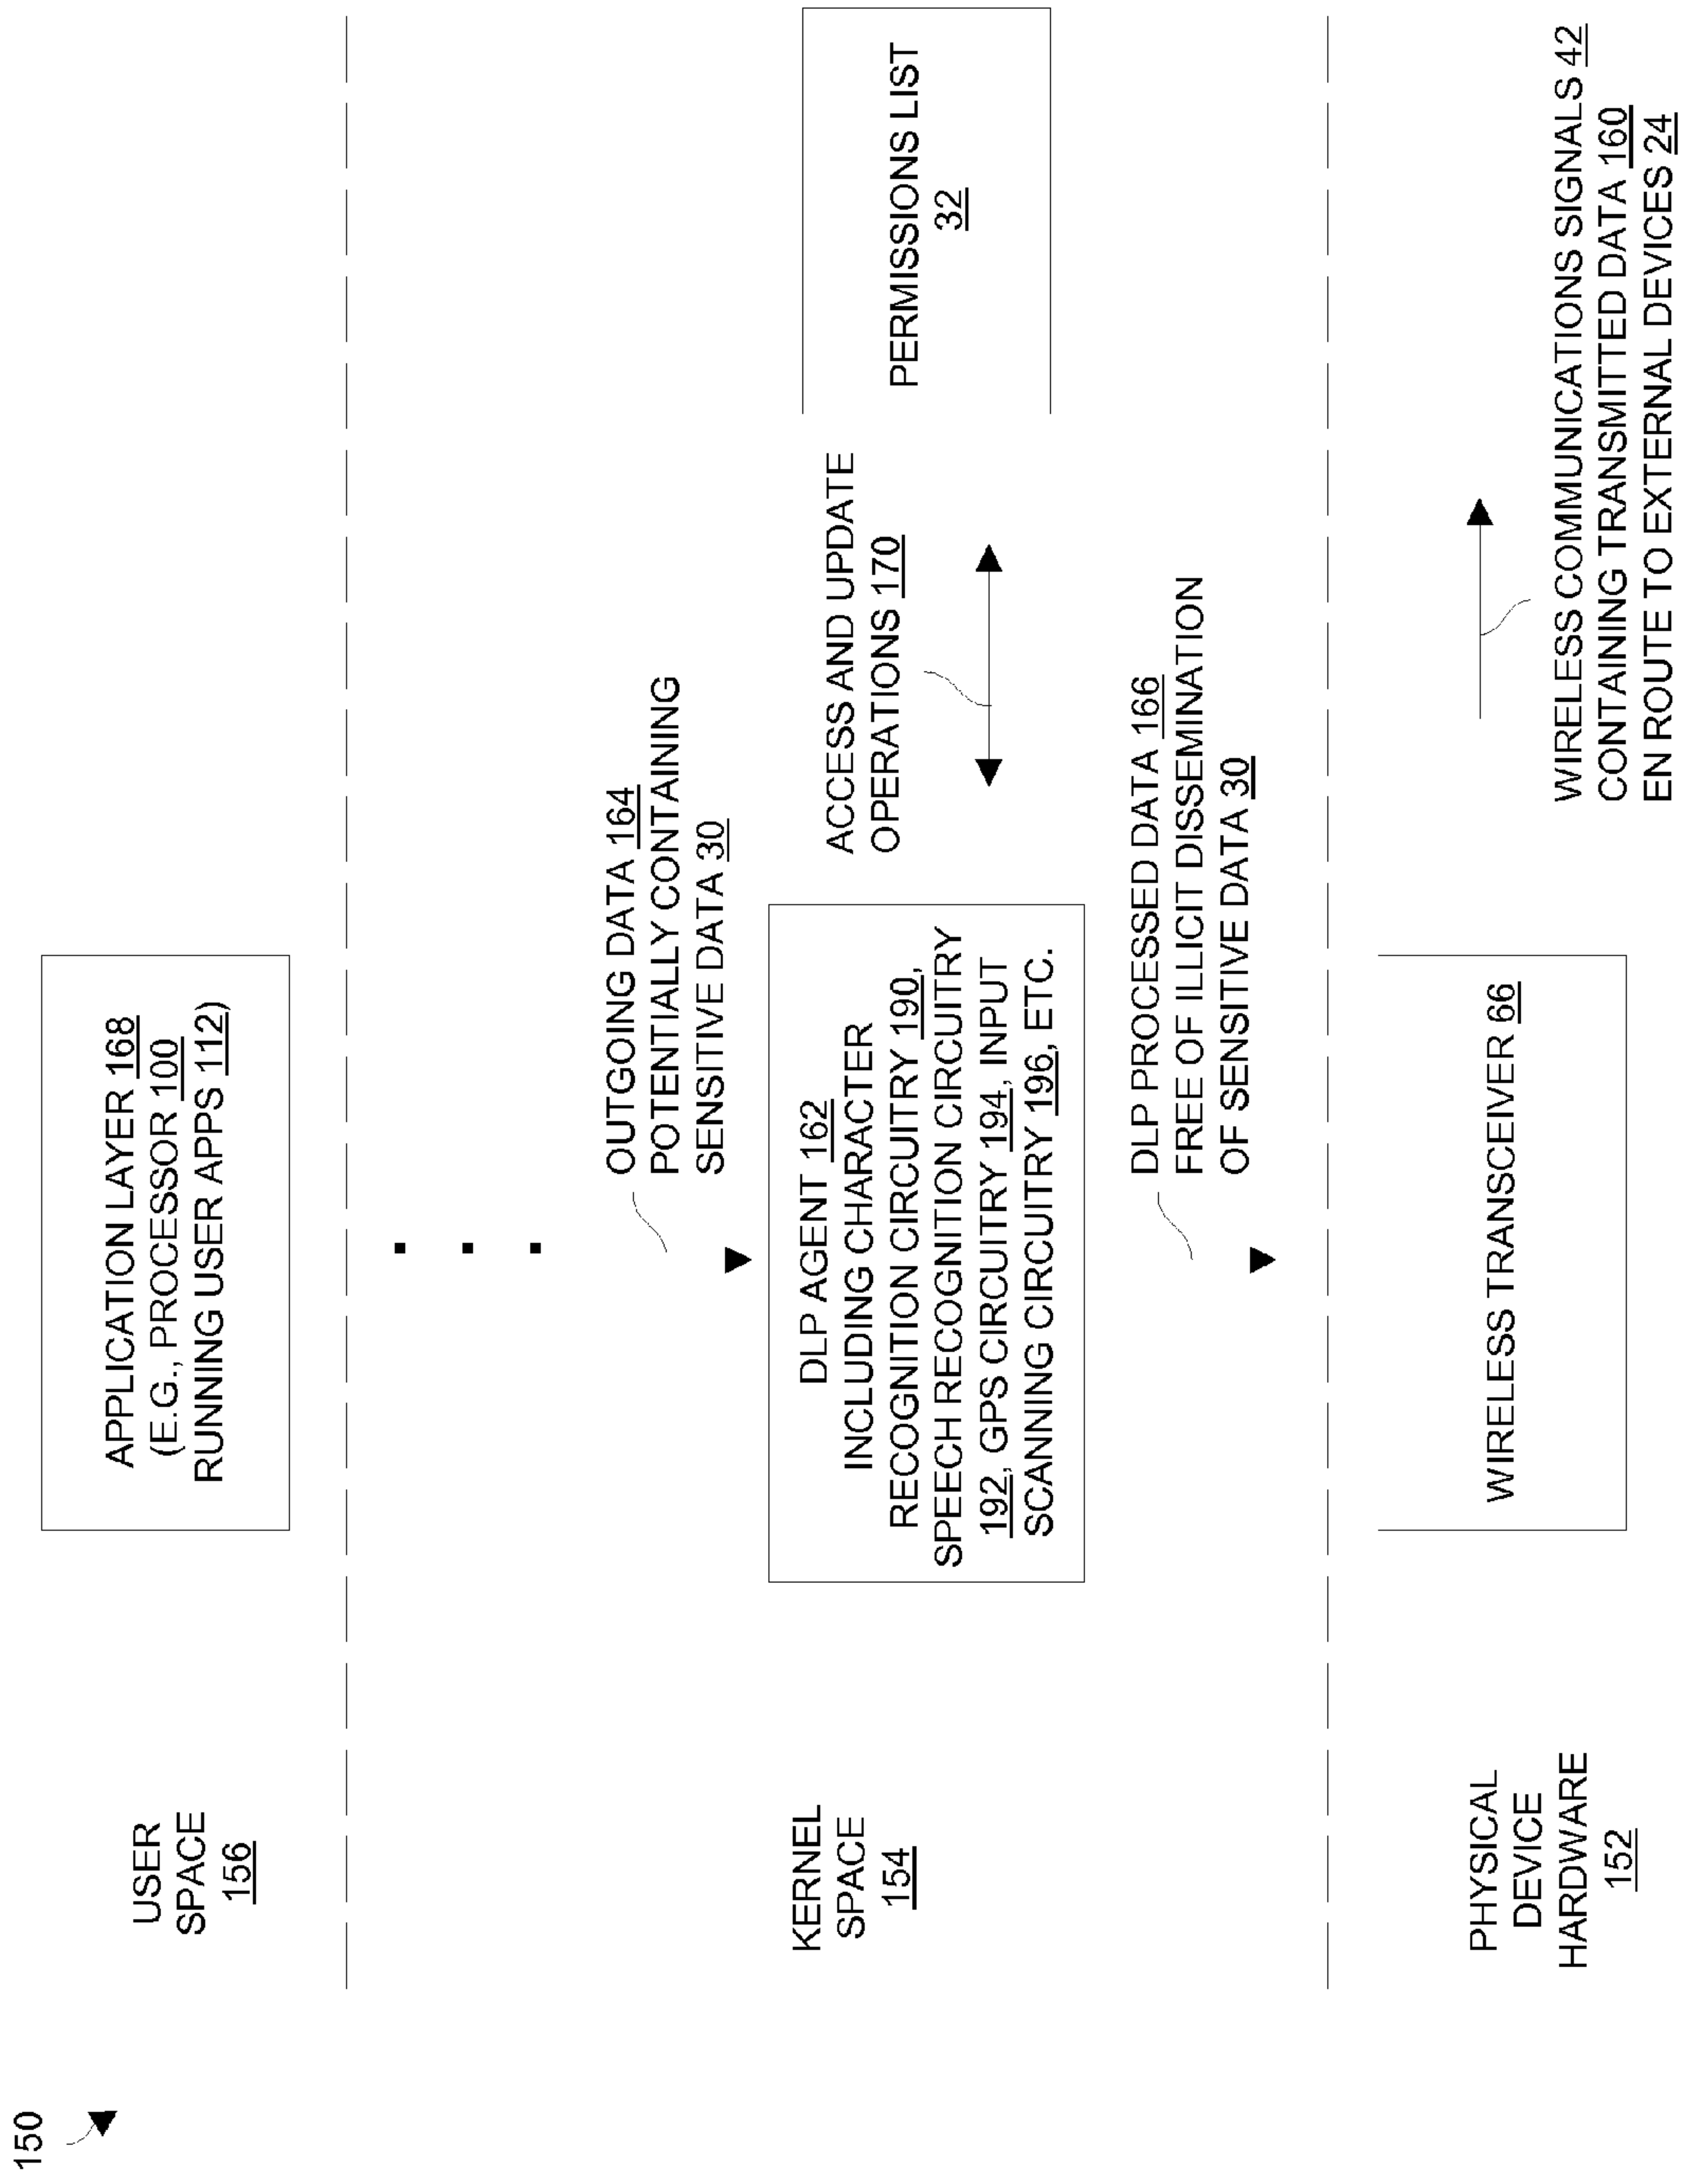 150
USER
SPACE
156
APPLICATION LAYER 168
(E.G., PROCESSOR 100
RUNNING USER APPS 112)
OUTGOING DATA 164
POTENTIALLY CONTAINING
SENSITIVE DATA 30
KERNEL
SPACE
154
DLP AGENT 162
INCLUDING CHARACTER
RECOGNITION CIRCUITRY 190,
SPEECH RECOGNITION CIRCUITRY
192, GPS CIRCUITRY 194, INPUT
SCANNING CIRCUITRY 196, ETC.
ACCESS AND UPDATE
OPERATIONS 170
PERMISSIONS LIST
32
DLP PROCESSED DATA 166
FREE OF ILLICIT DISSEMINATION
OF SENSITIVE DATA 30
PHYSICAL
DEVICE
HARDWARE
152
WIRELESS TRANSCEIVER 66
WIRELESS COMMUNICATIONS SIGNALS 42
CONTAINING TRANSMITTED DATA 160
EN ROUTE TO EXTERNAL DEVICES 24